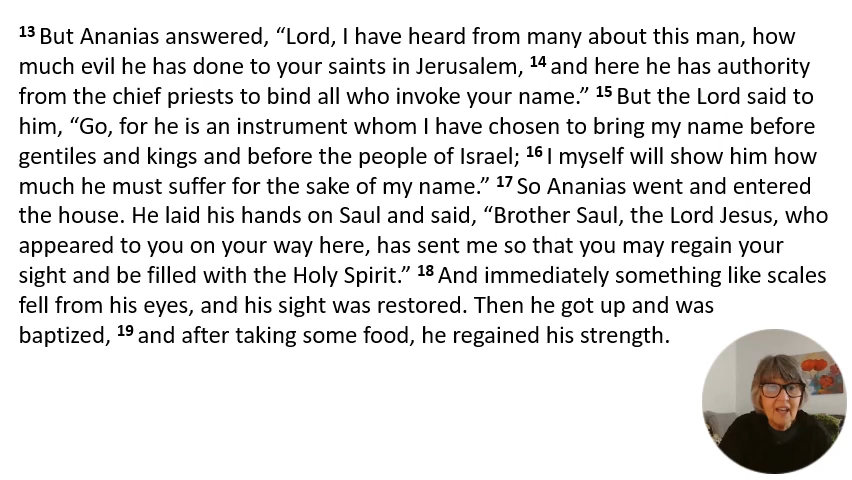 13 But Ananias answered, “Lord, I have heard from many about this man, how
much evil he has done to your saints in Jerusalem, 14 and here he has authority
from the chief priests to bind all who invoke your name.” 15 But the Lord said to
him, “Go, for he is an instrument whom I have chosen to bring my name before
gentiles and kings and before the people of Israel; 16 I myself will show him how
much he must suffer for the sake of my name.” 17 So Ananias went and entered
the house. He laid his hands on Saul and said, “Brother Saul, the Lord Jesus, who
appeared to you on your way here, has sent me so that you may regain your
sight and be filled with the Holy Spirit.” 18 And immediately something like scales
fell from his eyes, and his sight was restored. Then he got up and was
baptized, 19 and after taking some food, he regained his strength.